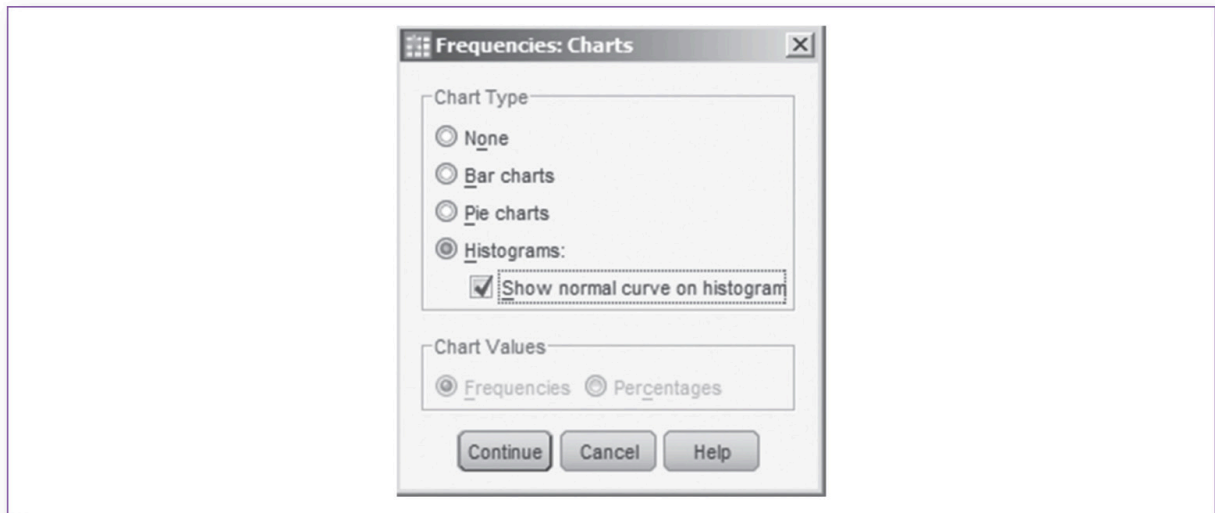 Frequencies: Charts
Chart Type
None
Bar charts
Pie charts
Histograms:
Show normal curve on histogram
Chart Values
Frequencies Percentages
Continue Cancel Help